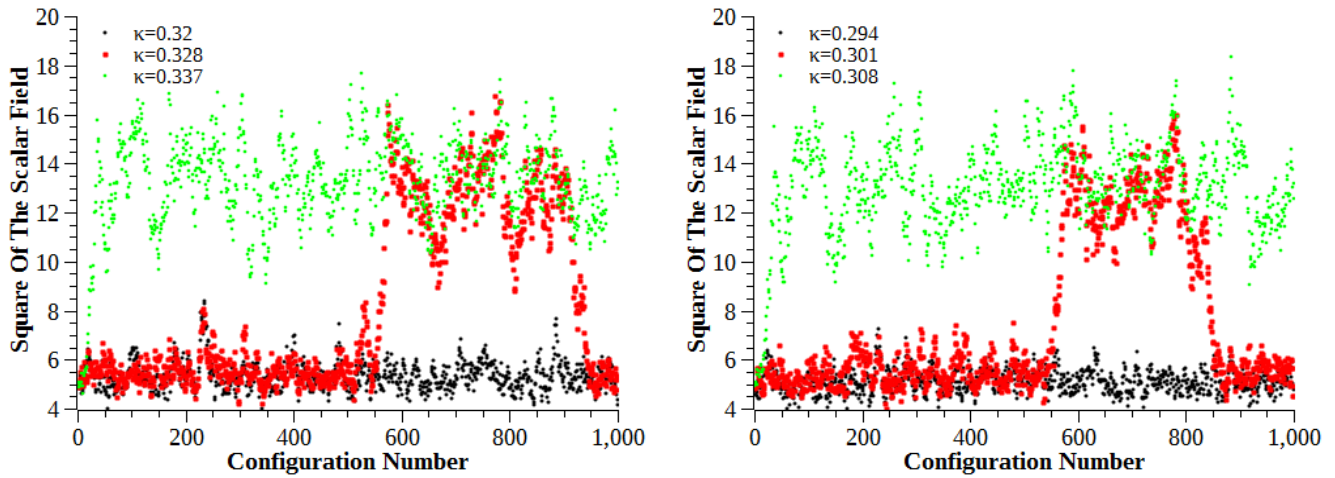 20
18
16
14
12
10
8
6
4
Square Of The Scalar Field
κ=0.32
κ=0.328
κ=0.337
0 200 400 600 800 1,000
Configuration Number
20
18
16
14
12
10
8
6
4
Square Of The Scalar Field
κ=0.294
κ=0.301
κ=0.308
0 200 400 600 800 1,000
Configuration Number